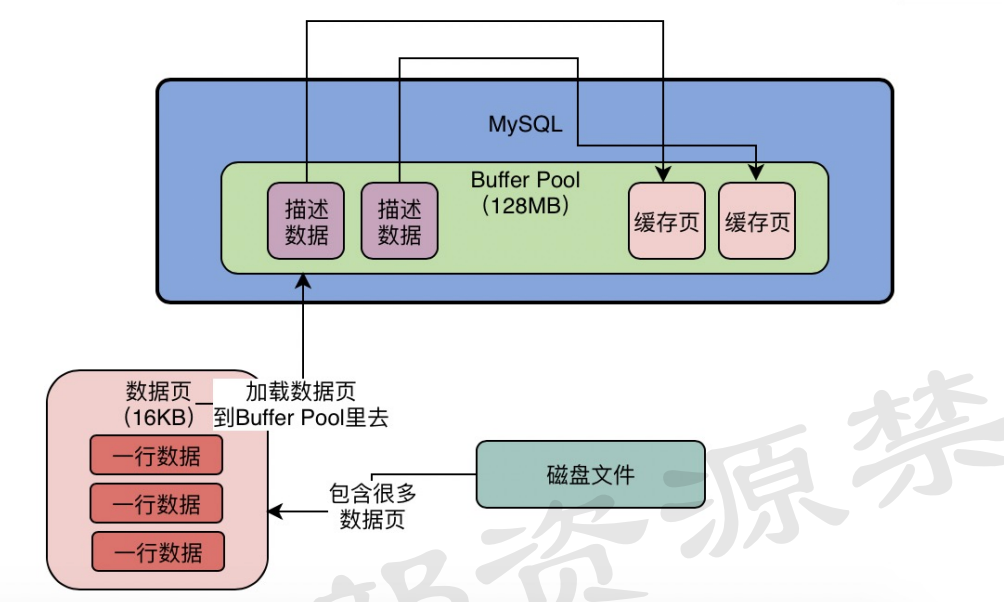 MySQL
Buffer Pool
（128MB）
描述
数据
描述
数据
缓存页
缓存页
数据页
（16KB）
加载数据页
到Buffer Pool里去
一行数据
一行数据
一行数据
磁盘文件
包含很多
数据页
部资源禁